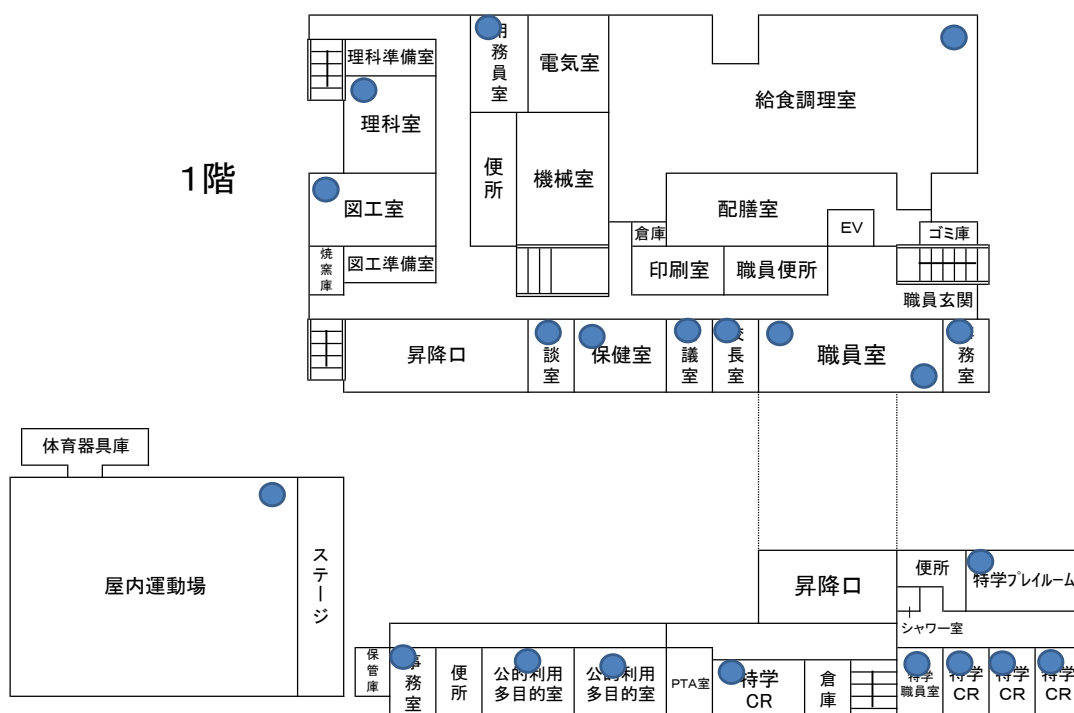 1階
理科準備室
理科室
図工室
焼窯庫
図工準備室
務員室
電気室
便所
機械室
給食調理室
配膳室
倉庫
印刷室
職員便所
EV
ゴミ庫
職員玄関
昇降口
談室
保健室
議室
長室
職員室
務室
体育器具庫
屋内運動場
ステージ
昇降口
便所
特学プレイルーム
シャワー室
保管庫
事務室
便所
公的利用
多目的室
公的利用
多目的室
PTA室
特学
CR
倉庫
特学
職員室
特学
CR
特学
CR
特学
CR